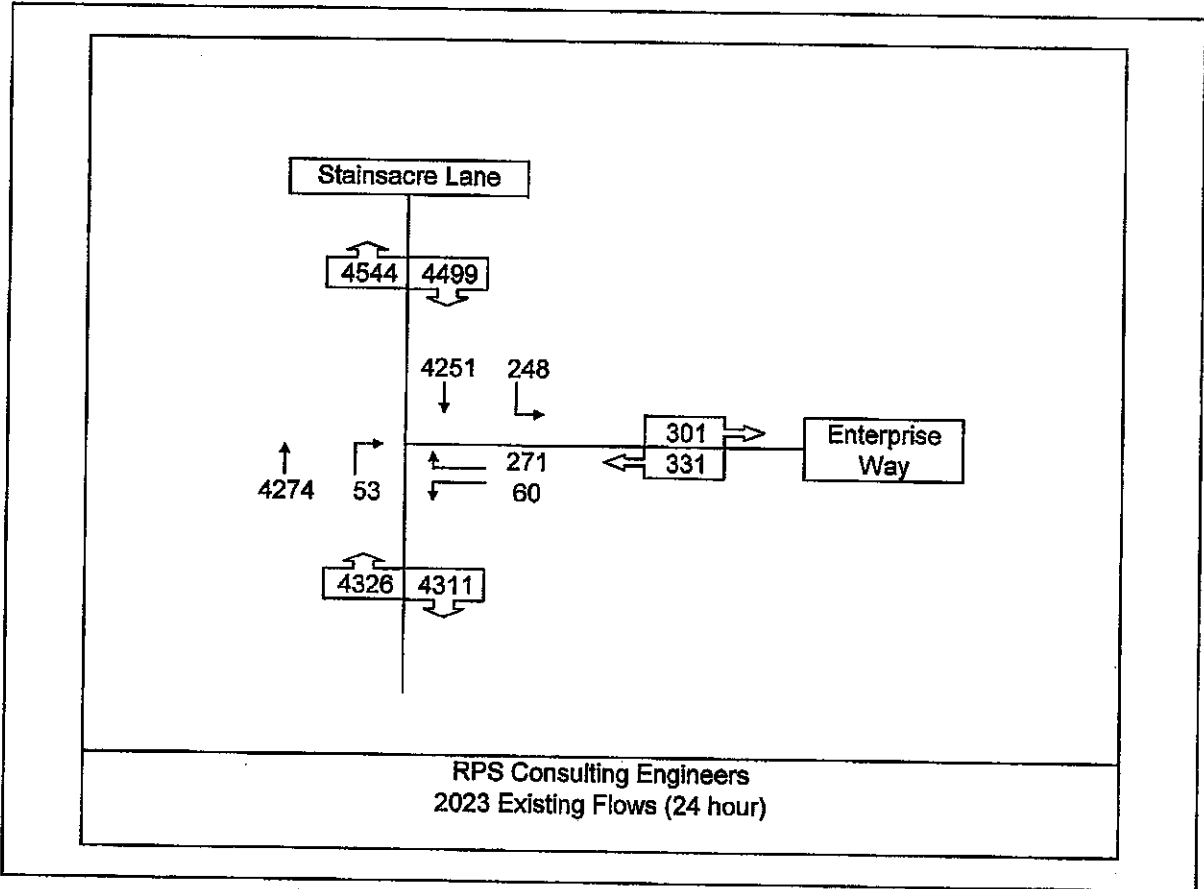 Stainsacre Lane
4544 4499
4251 248
301
Enterprise
Way
331
271
4274 53
60
4326 4311
RPS Consulting Engineers
2023 Existing Flows (24 hour)